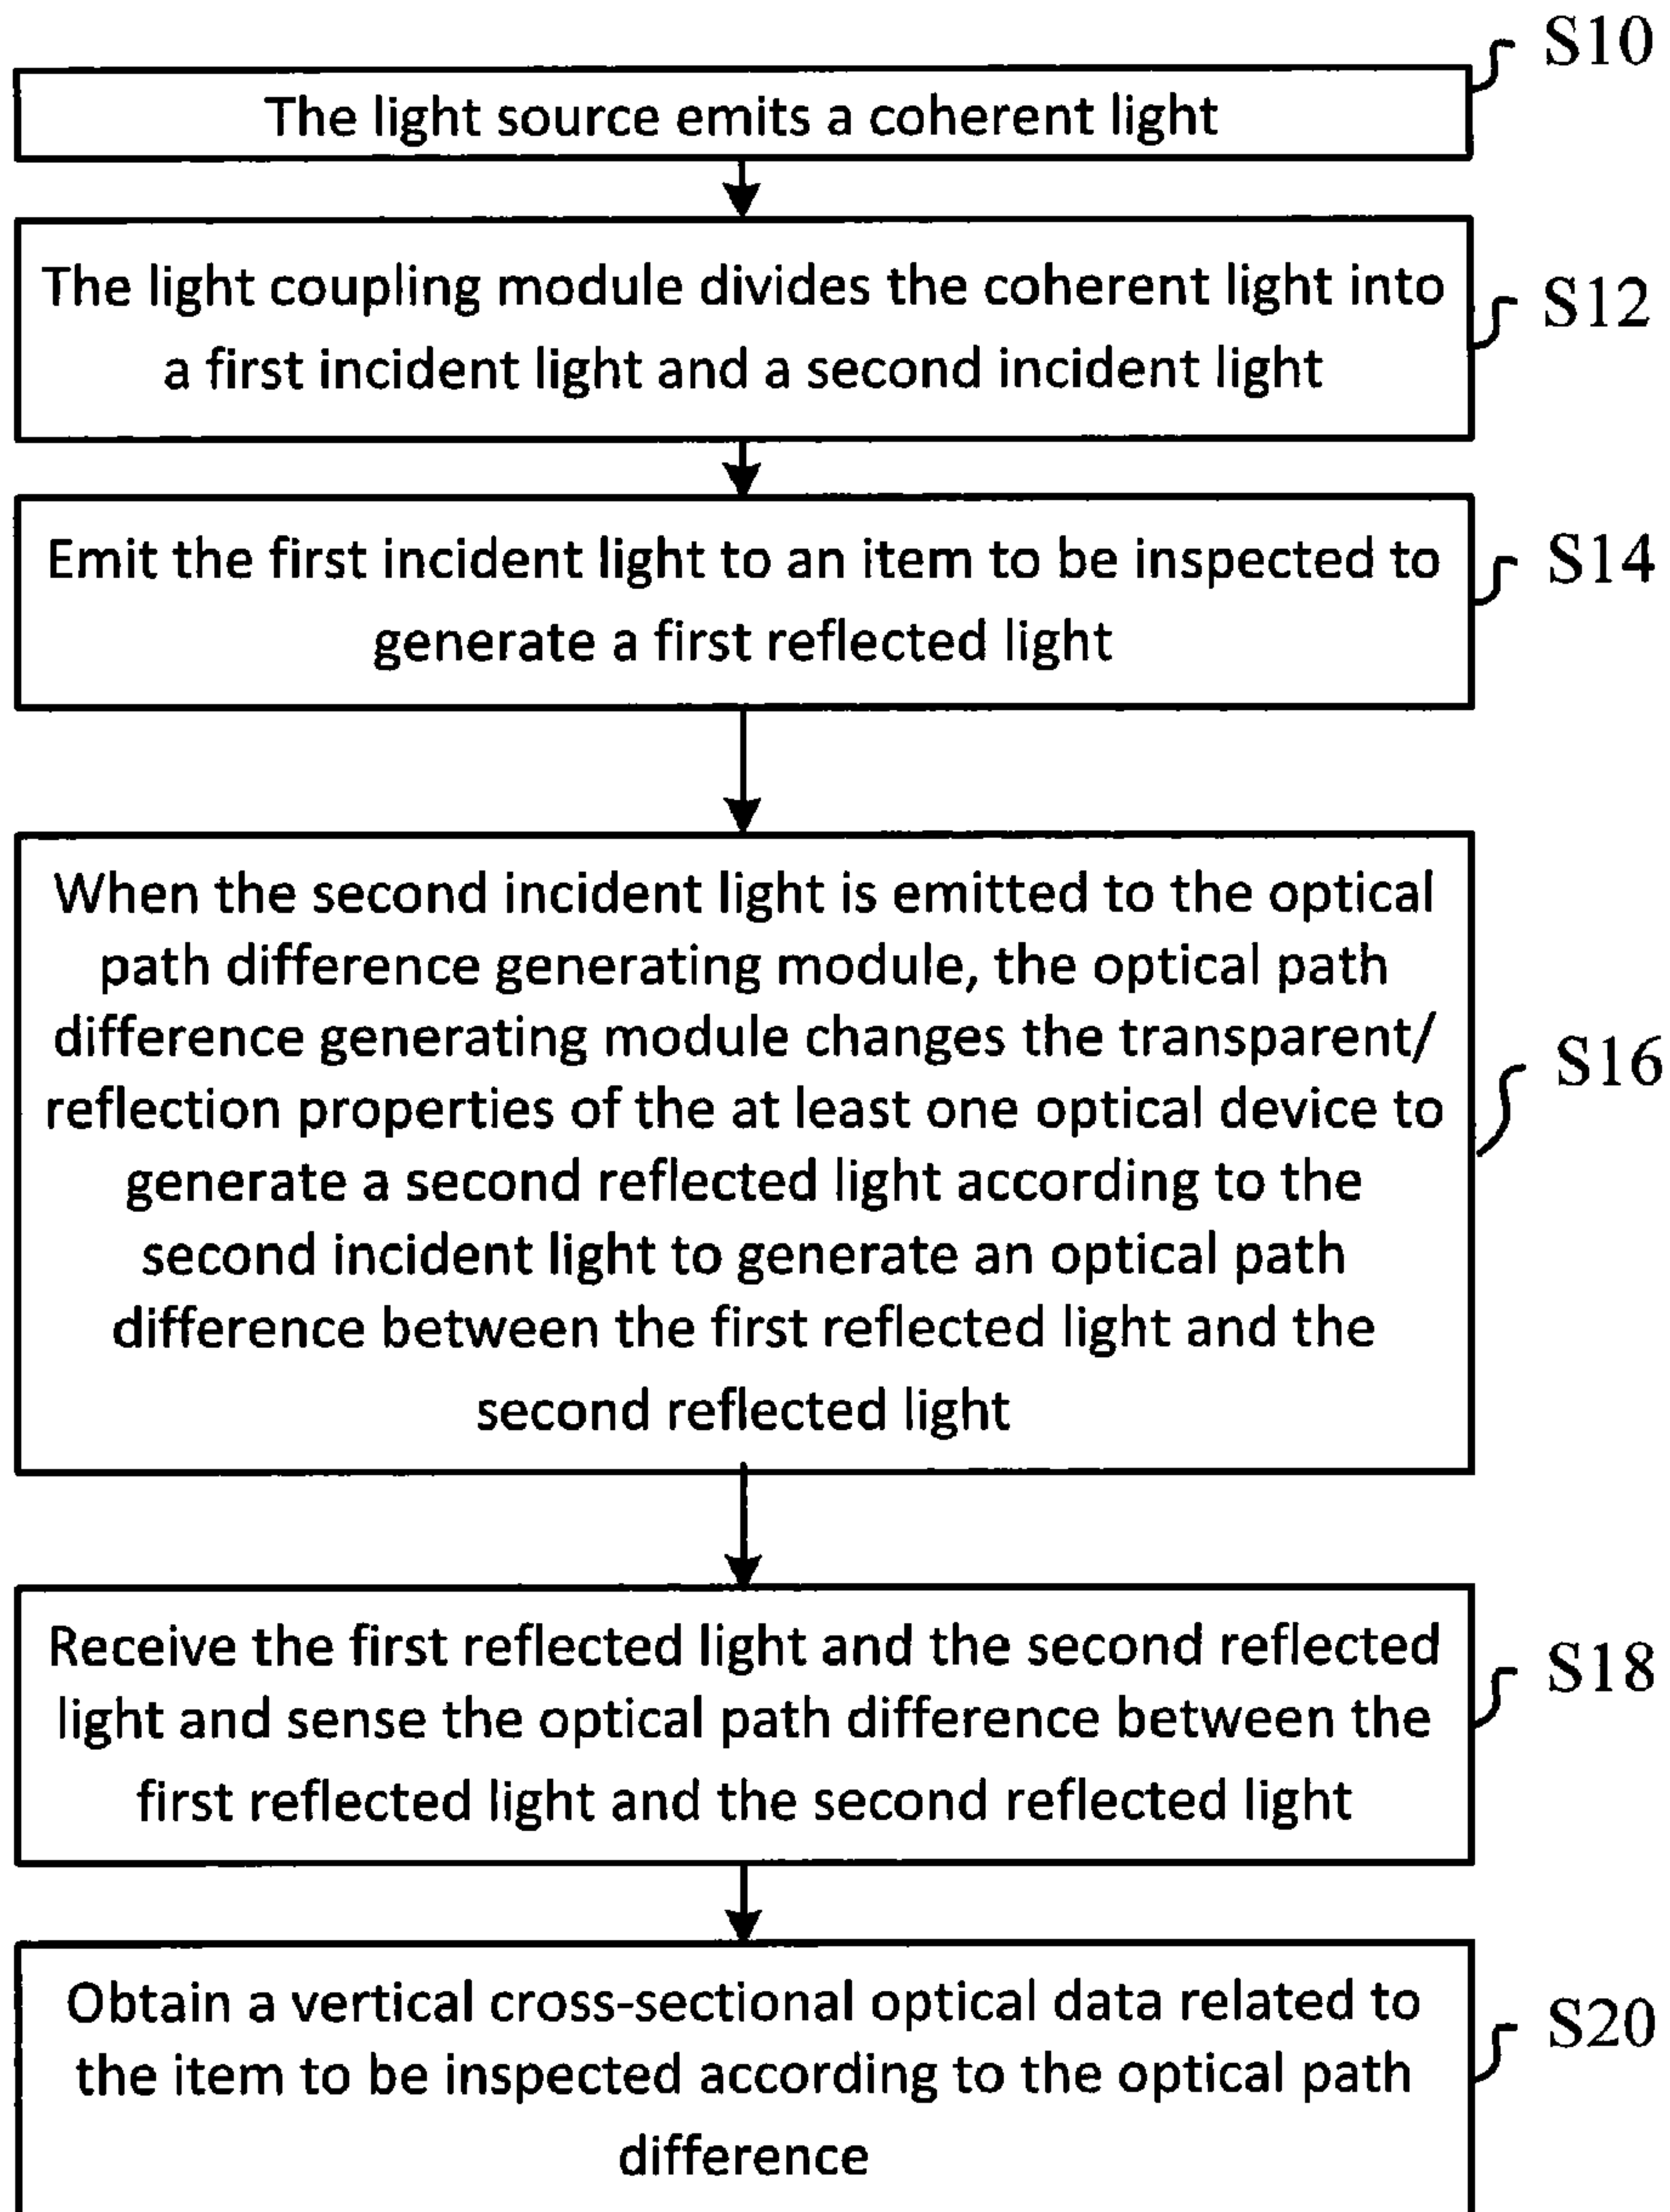 S10
The light source emits a coherent light
The light coupling module divides the coherent light into
a first incident light and a second incident light
S12
Emit the first incident light to an item to be inspected to
generate a first reflected light
S14
When the second incident light is emitted to the optical
path difference generating module, the optical path
difference generating module changes the transparent/
reflection properties of the at least one optical device to
generate a second reflected light according to the
second incident light to generate an optical path
difference between the first reflected light and the
second reflected light
S16
Receive the first reflected light and the second reflected
light and sense the optical path difference between the
first reflected light and the second reflected light
S18
Obtain a vertical cross-sectional optical data related to
the item to be inspected according to the optical path
difference
S20